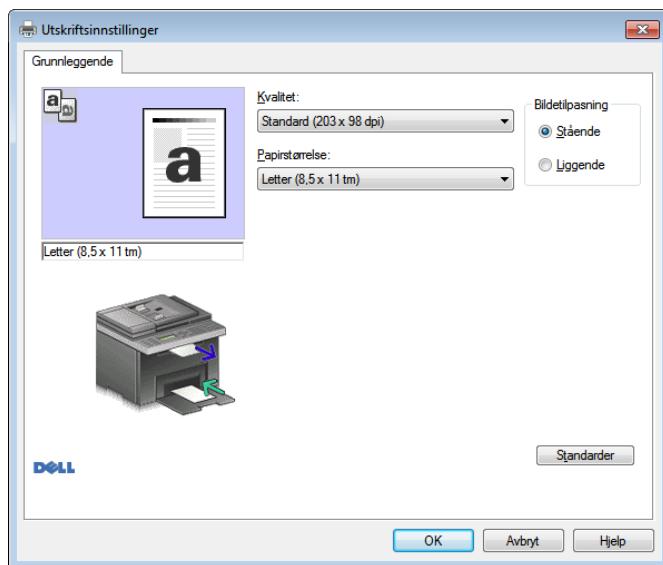 Utskriftsinnstillinger
Grunnleggende
a a
a
Letter (8,5 x 11 tm)
DELL
Kvalitet:
Standard (203 x 98 dpi)
Papirstørrelse:
Letter (8,5 x 11 tm)
Bildetilpasning
Stående
Liggende
Standarder
OK Avbryt Hjelp